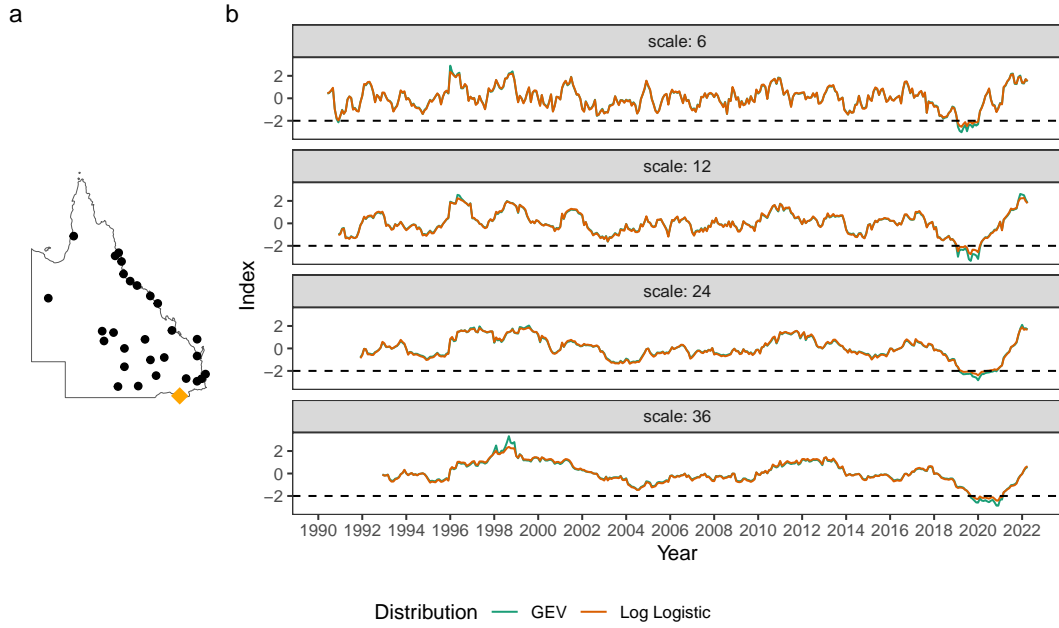 a
b
scale: 6
2
0
−2
scale: 12
2
0
−2
scale: 24
2
0
−2
scale: 36
2
0
−2
Index
1990 1992 1994 1996 1998 2000 2002 2004 2006 2008 2010 2012 2014 2016 2018 2020 2022
Year
Distribution GEV Log Logistic